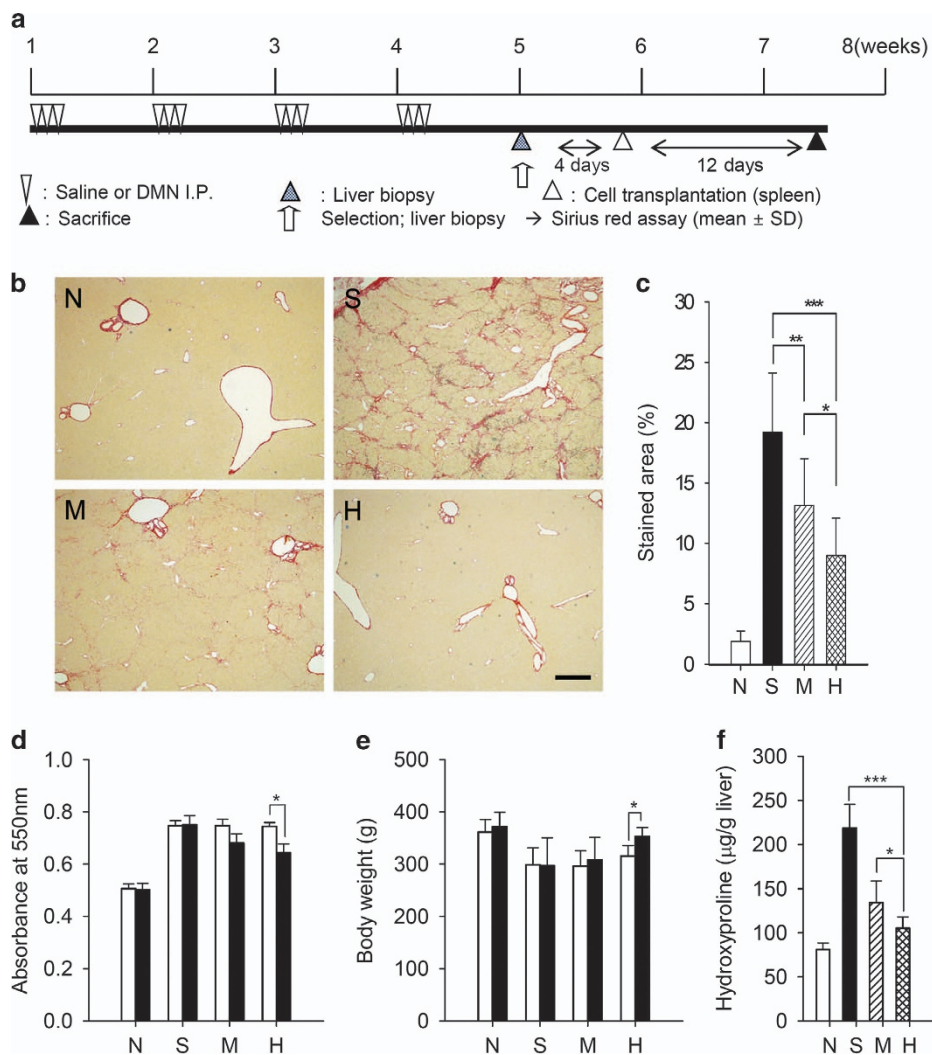 a
1 2 3 4 5 6 7 8(weeks)
4 days 12 days
: Saline or DMN I.P. : Liver biopsy : Cell transplantation (spleen)
: Sacrifice Selection; liver biopsy → Sirius red assay (mean ± SD)
b
N
S
M
H
c
30
25
20
15
10
5
0
Stained area (%)
***
**
*
N S M H
d
1.0
0.8
0.6
0.4
0.2
0.0
Absorbance at 550nm
*
N S M H
e
400
300
200
100
0
500
Body weight (g)
*
N S M H
f
300
250
200
150
100
50
0
Hydroxyproline (μg/g liver)
***
*
N S M H